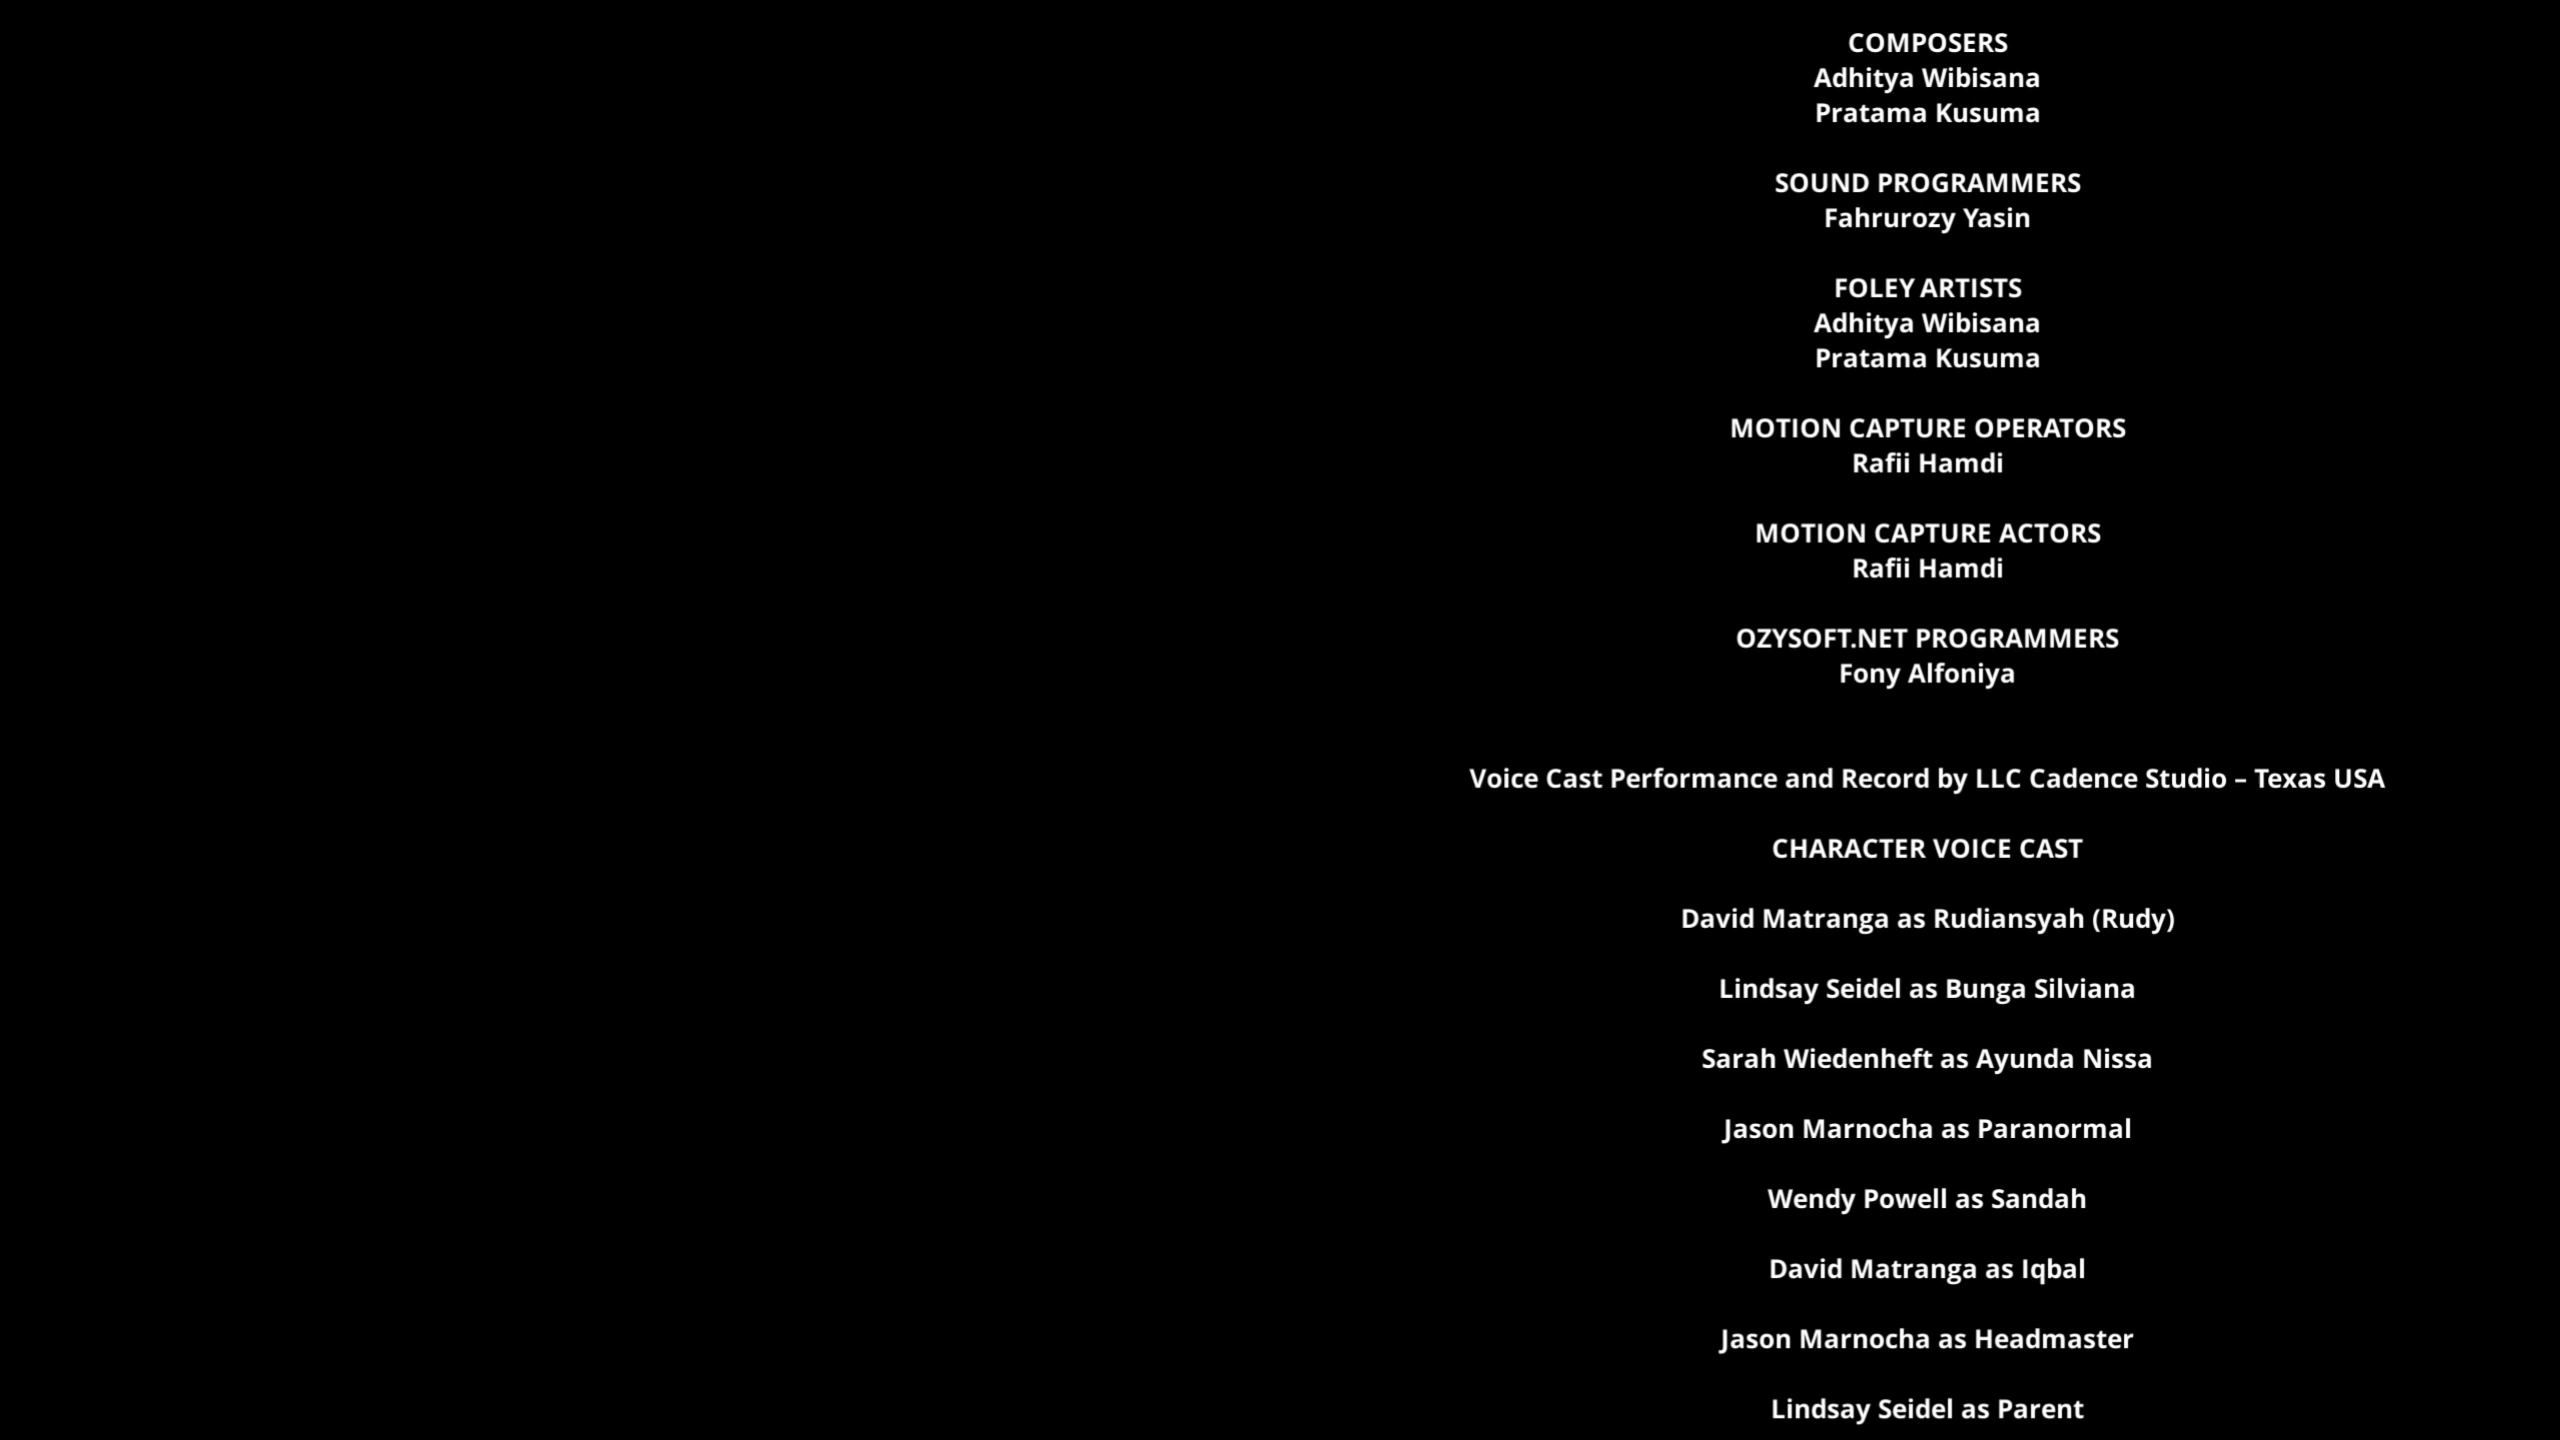 COMPOSERS
Adhitya Wibisana
Pratama Kusuma
SOUND PROGRAMMERS
Fahrurozy Yasin
FOLEY ARTISTS
Adhitya Wibisana
Pratama Kusuma
MOTION CAPTURE OPERATORS
Rafii Hamdi
MOTION CAPTURE ACTORS
Rafii Hamdi
OZYSOFT.NET PROGRAMMERS
Fony Alfoniya
Voice Cast Performance and Record by LLC Cadence Studio – Texas USA
CHARACTER VOICE CAST
David Matranga as Rudiansyah (Rudy)
Lindsay Seidel as Bunga Silviana
Sarah Wiedenheft as Ayunda Nissa
Jason Marnocha as Paranormal
Wendy Powell as Sandah
David Matranga as Iqbal
Jason Marnocha as Headmaster
Lindsay Seidel as Parent